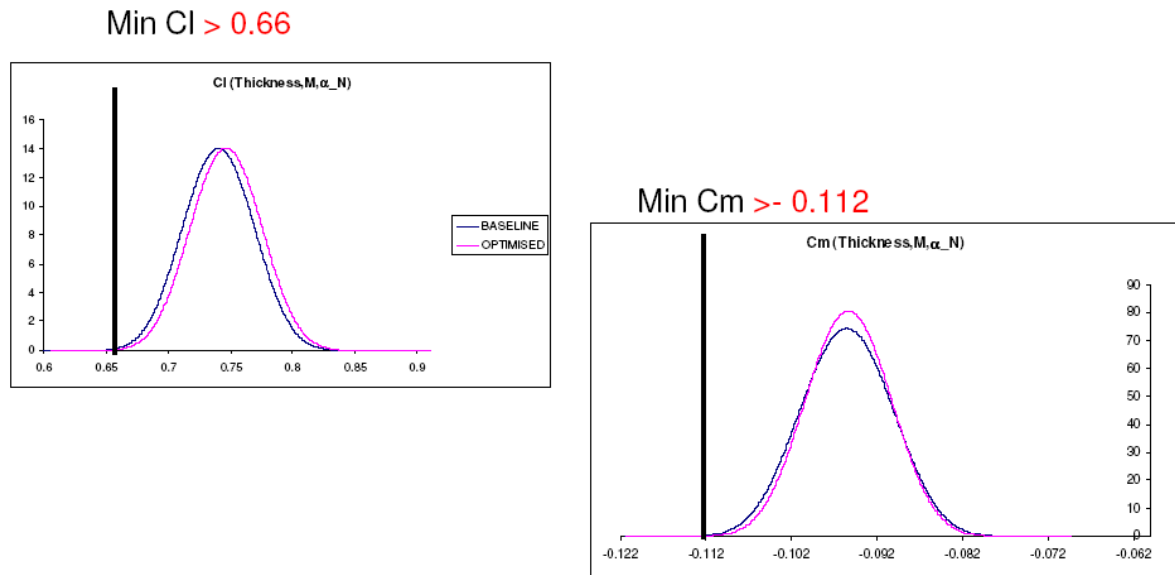 Min Cl > 0.66
Cl (Thickness,M,α_N)
16
14
12
10
8
6
4
2
0
0.6 0.65 0.7 0.75 0.8 0.85 0.9
BASELINE
OPTIMISED
Min Cm >- 0.112
Cm (Thickness,M,α_N)
90
80
70
60
50
40
30
20
10
0
-0.122 -0.112 -0.102 -0.092 -0.082 -0.072 -0.062